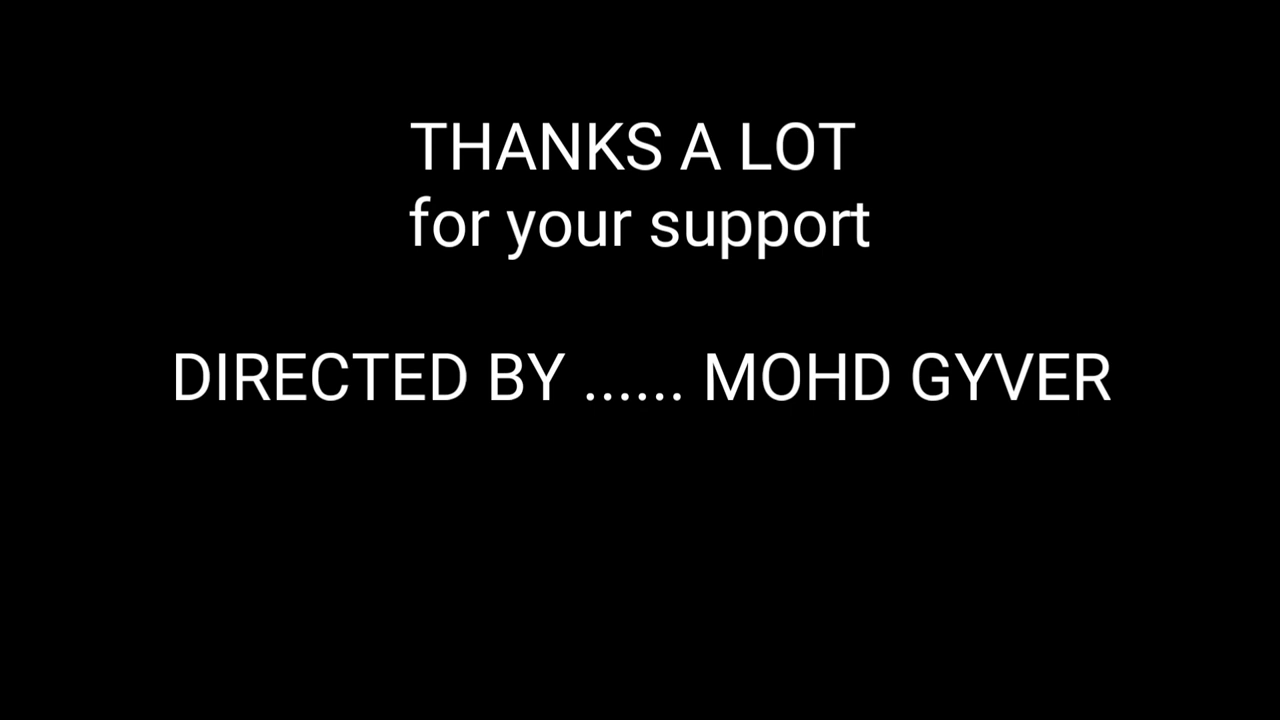 THANKS A LOT
for your support
DIRECTED BY ...... MOHD GYVER